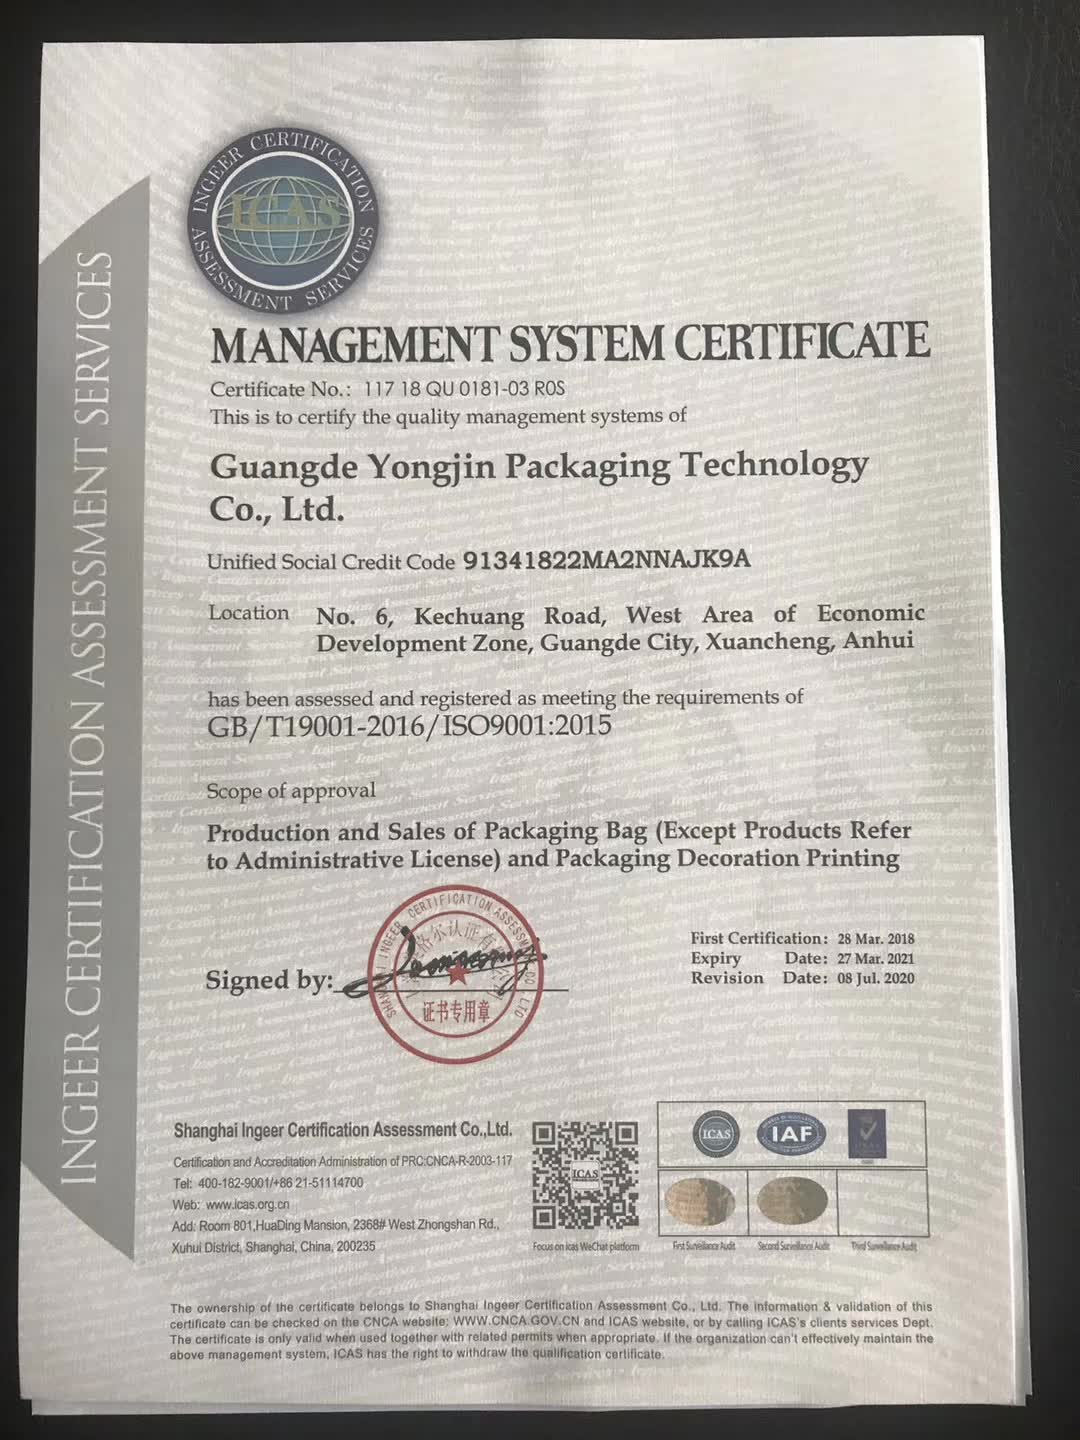 INGEER CERTIFICATION
ICAS
ASSESSMENT SERVICES
INGEER CERTIFICATION ASSESSMENT SERVICES
MANAGEMENT SYSTEM CERTIFICATE
Certificate No.: 117 18 QU 0181-03 R0S
This is to certify the quality management systems of
Guangde Yongjin Packaging Technology
Co., Ltd.
Unified Social Credit Code 91341822MA2NNAJK9A
Location No. 6, Kechuang Road, West Area of Economic
Development Zone, Guangde City, Xuancheng, Anhui
has been assessed and registered as meeting the requirements of
GB/T19001-2016/ISO9001:2015
Scope of approval
Production and Sales of Packaging Bag (Except Products Refer
to Administrative License) and Packaging Decoration Printing
Signed by:
证书专用章
First Certification: 28 Mar. 2018
Expiry Date: 27 Mar. 2021
Revision Date: 08 Jul. 2020
Shanghai Ingeer Certification Assessment Co.,Ltd.
Certification and Accreditation Administration of PRC:CNCA-R-2003-117
Tel: 400-182-9001/+86 21-51114700
Web: www.icas.org.cn
Add: Room 801,HuaDing Mansion, 2368# West Zhongshan Rd.,
Xuhui District, Shanghai, China, 200235
ICAS
Focus on icas WeChat platform
ICAS
IAF
First Surveillance Audit
Second Surveillance Audit
Third Surveillance Audit
The ownership of the certificate belongs to Shanghai Ingeer Certification Assessment Co., Ltd. The information & validation of this
certificate can be checked on the CNCA website: WWW.CNCA.GOV.CN and ICAS website, or by calling ICAS's clients services Dept.
The certificate is only valid when used together with related permits when appropriate. If the organization can't effectively maintain the
above management system, ICAS has the right to withdraw the qualification certificate.